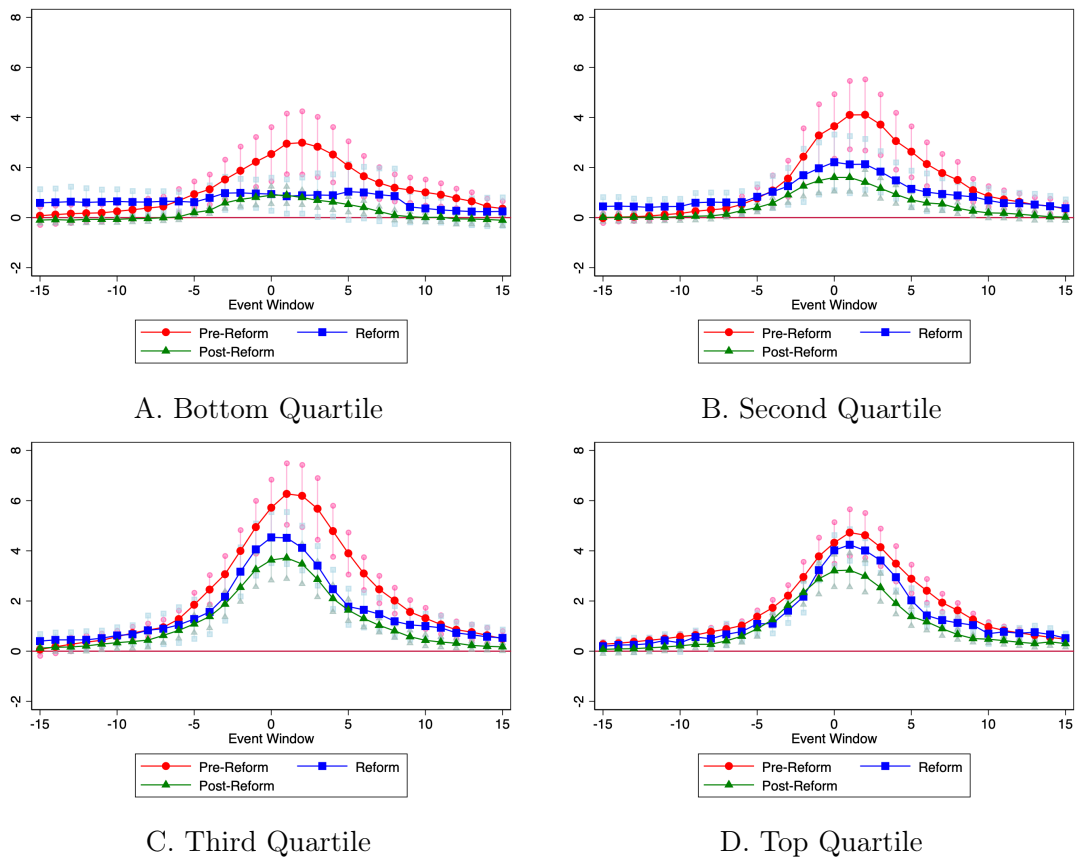 8
6
4
2
0
-2
-15 -10 -5 0 5 10 15
Event Window
Pre-Reform Reform
Post-Reform
A. Bottom Quartile
8
6
4
2
0
-2
-15 -10 -5 0 5 10 15
Event Window
Pre-Reform Reform
Post-Reform
B. Second Quartile
8
6
4
2
0
-2
-15 -10 -5 0 5 10 15
Event Window
Pre-Reform Reform
Post-Reform
C. Third Quartile
8
6
4
2
0
-2
-15 -10 -5 0 5 10 15
Event Window
Pre-Reform Reform
Post-Reform
D. Top Quartile